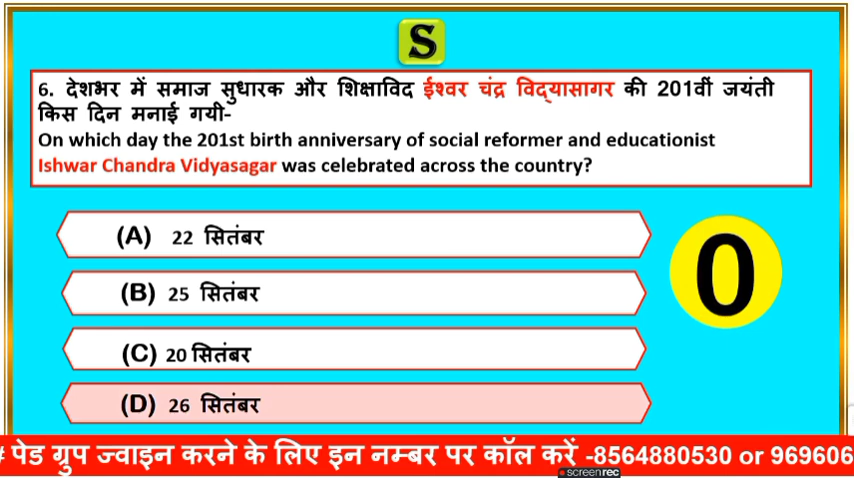 S
6. देशभर में समाज सुधारक और शिक्षाविद ईश्वर चंद्र विद्यासागर की 201वीं जयंती
किस दिन मनाई गयी-
On which day the 201st birth anniversary of social reformer and educationist
Ishwar Chandra Vidyasagar was celebrated across the country?
(A) 22 सितंबर
(B) 25 सितंबर
(C) 20 सितंबर
(D) 26 सितंबर
0
# पेड ग्रुप ज्वाइन करने के लिए इन नम्बर पर कॉल करें -8564880530 or 969606
screenrec